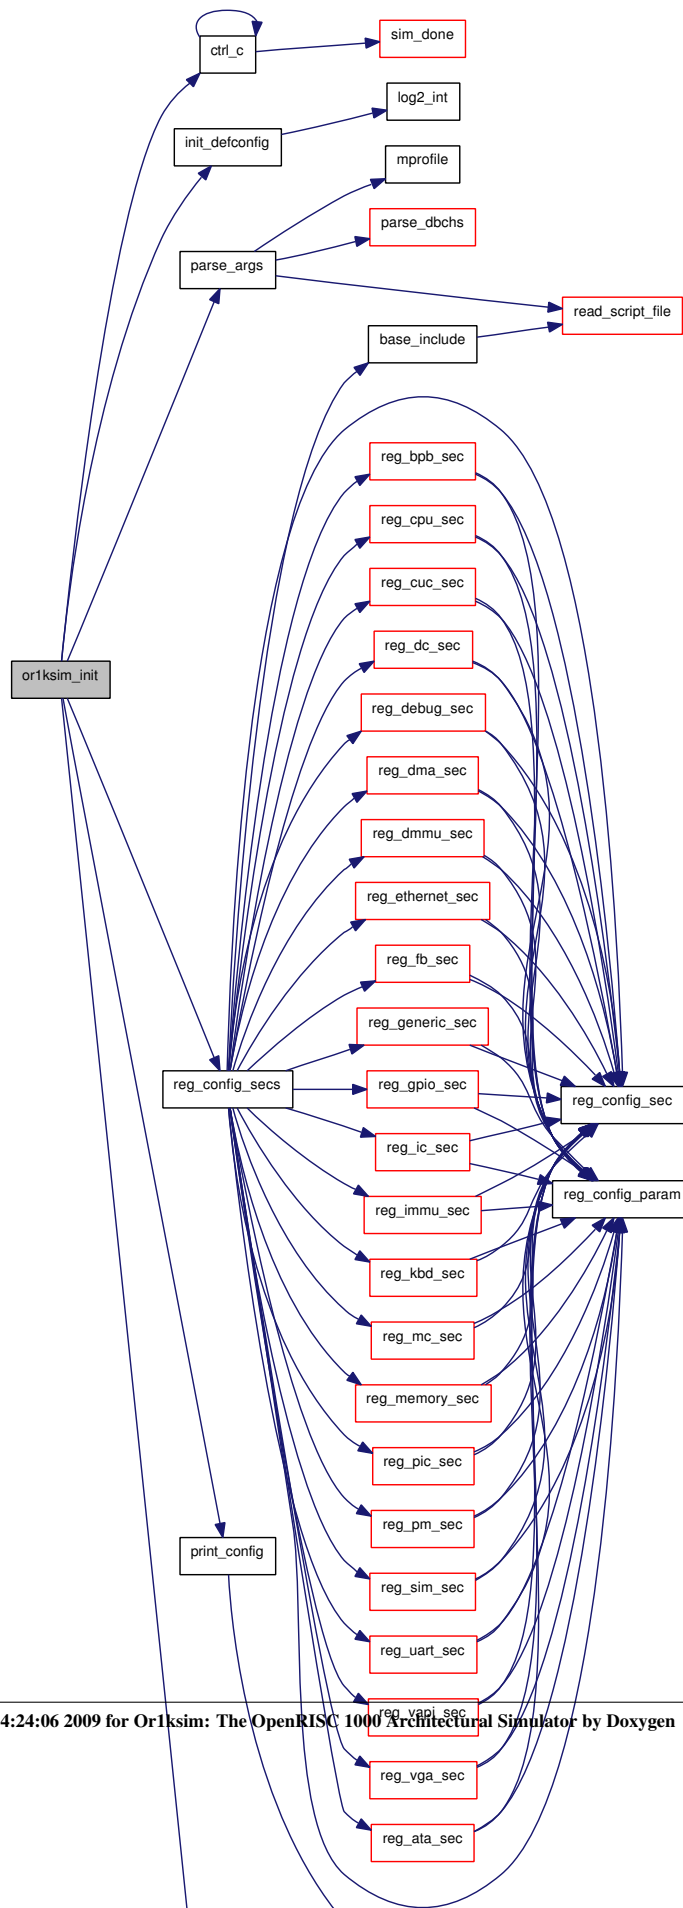 ctrl_c
sim_done
log2_int
init_defconfig
mprofile
parse_dbchs
parse_args
read_script_file
base_include
reg_bpb_sec
reg_cpu_sec
reg_cuc_sec
reg_dc_sec
or1ksim_init
reg_debug_sec
reg_dma_sec
reg_dmmu_sec
reg_ethernet_sec
reg_fb_sec
reg_generic_sec
reg_config_secs
reg_gpio_sec
reg_config_sec
reg_ic_sec
reg_config_param
reg_immu_sec
reg_kbd_sec
reg_mc_sec
reg_memory_sec
reg_pic_sec
reg_pm_sec
print_config
reg_sim_sec
reg_uart_sec
reg_vapi_sec
4:24:06 2009 for Or1ksim: The OpenRISC 1000 Architectural Simulator by Doxygen
reg_vga_sec
reg_ata_sec